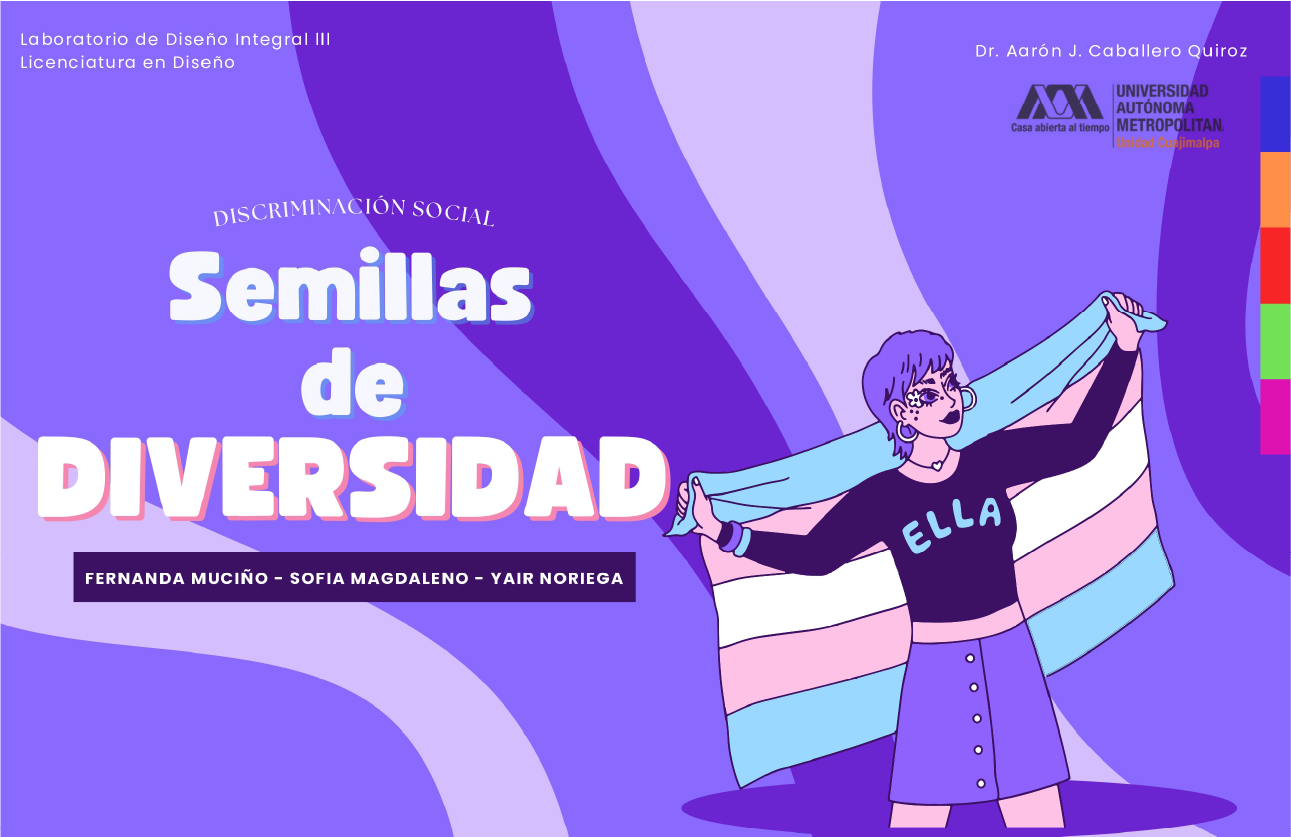 Laboratorio de Diseño Integral III
Licenciatura en Diseño
Dr. Aarón J. Caballero Quiroz
Casa abierta al tiempo
UNIVERSIDAD
AUTÓNOMA
METROPOLITAN
Unidad Cuajimalpa
DISCRIMINACIÓN SOCIAL
Semillas
de
DIVERSIDAD
FERNANDA MUCIÑO - SOFIA MAGDALENO - YAIR NORIEGA
ELLA